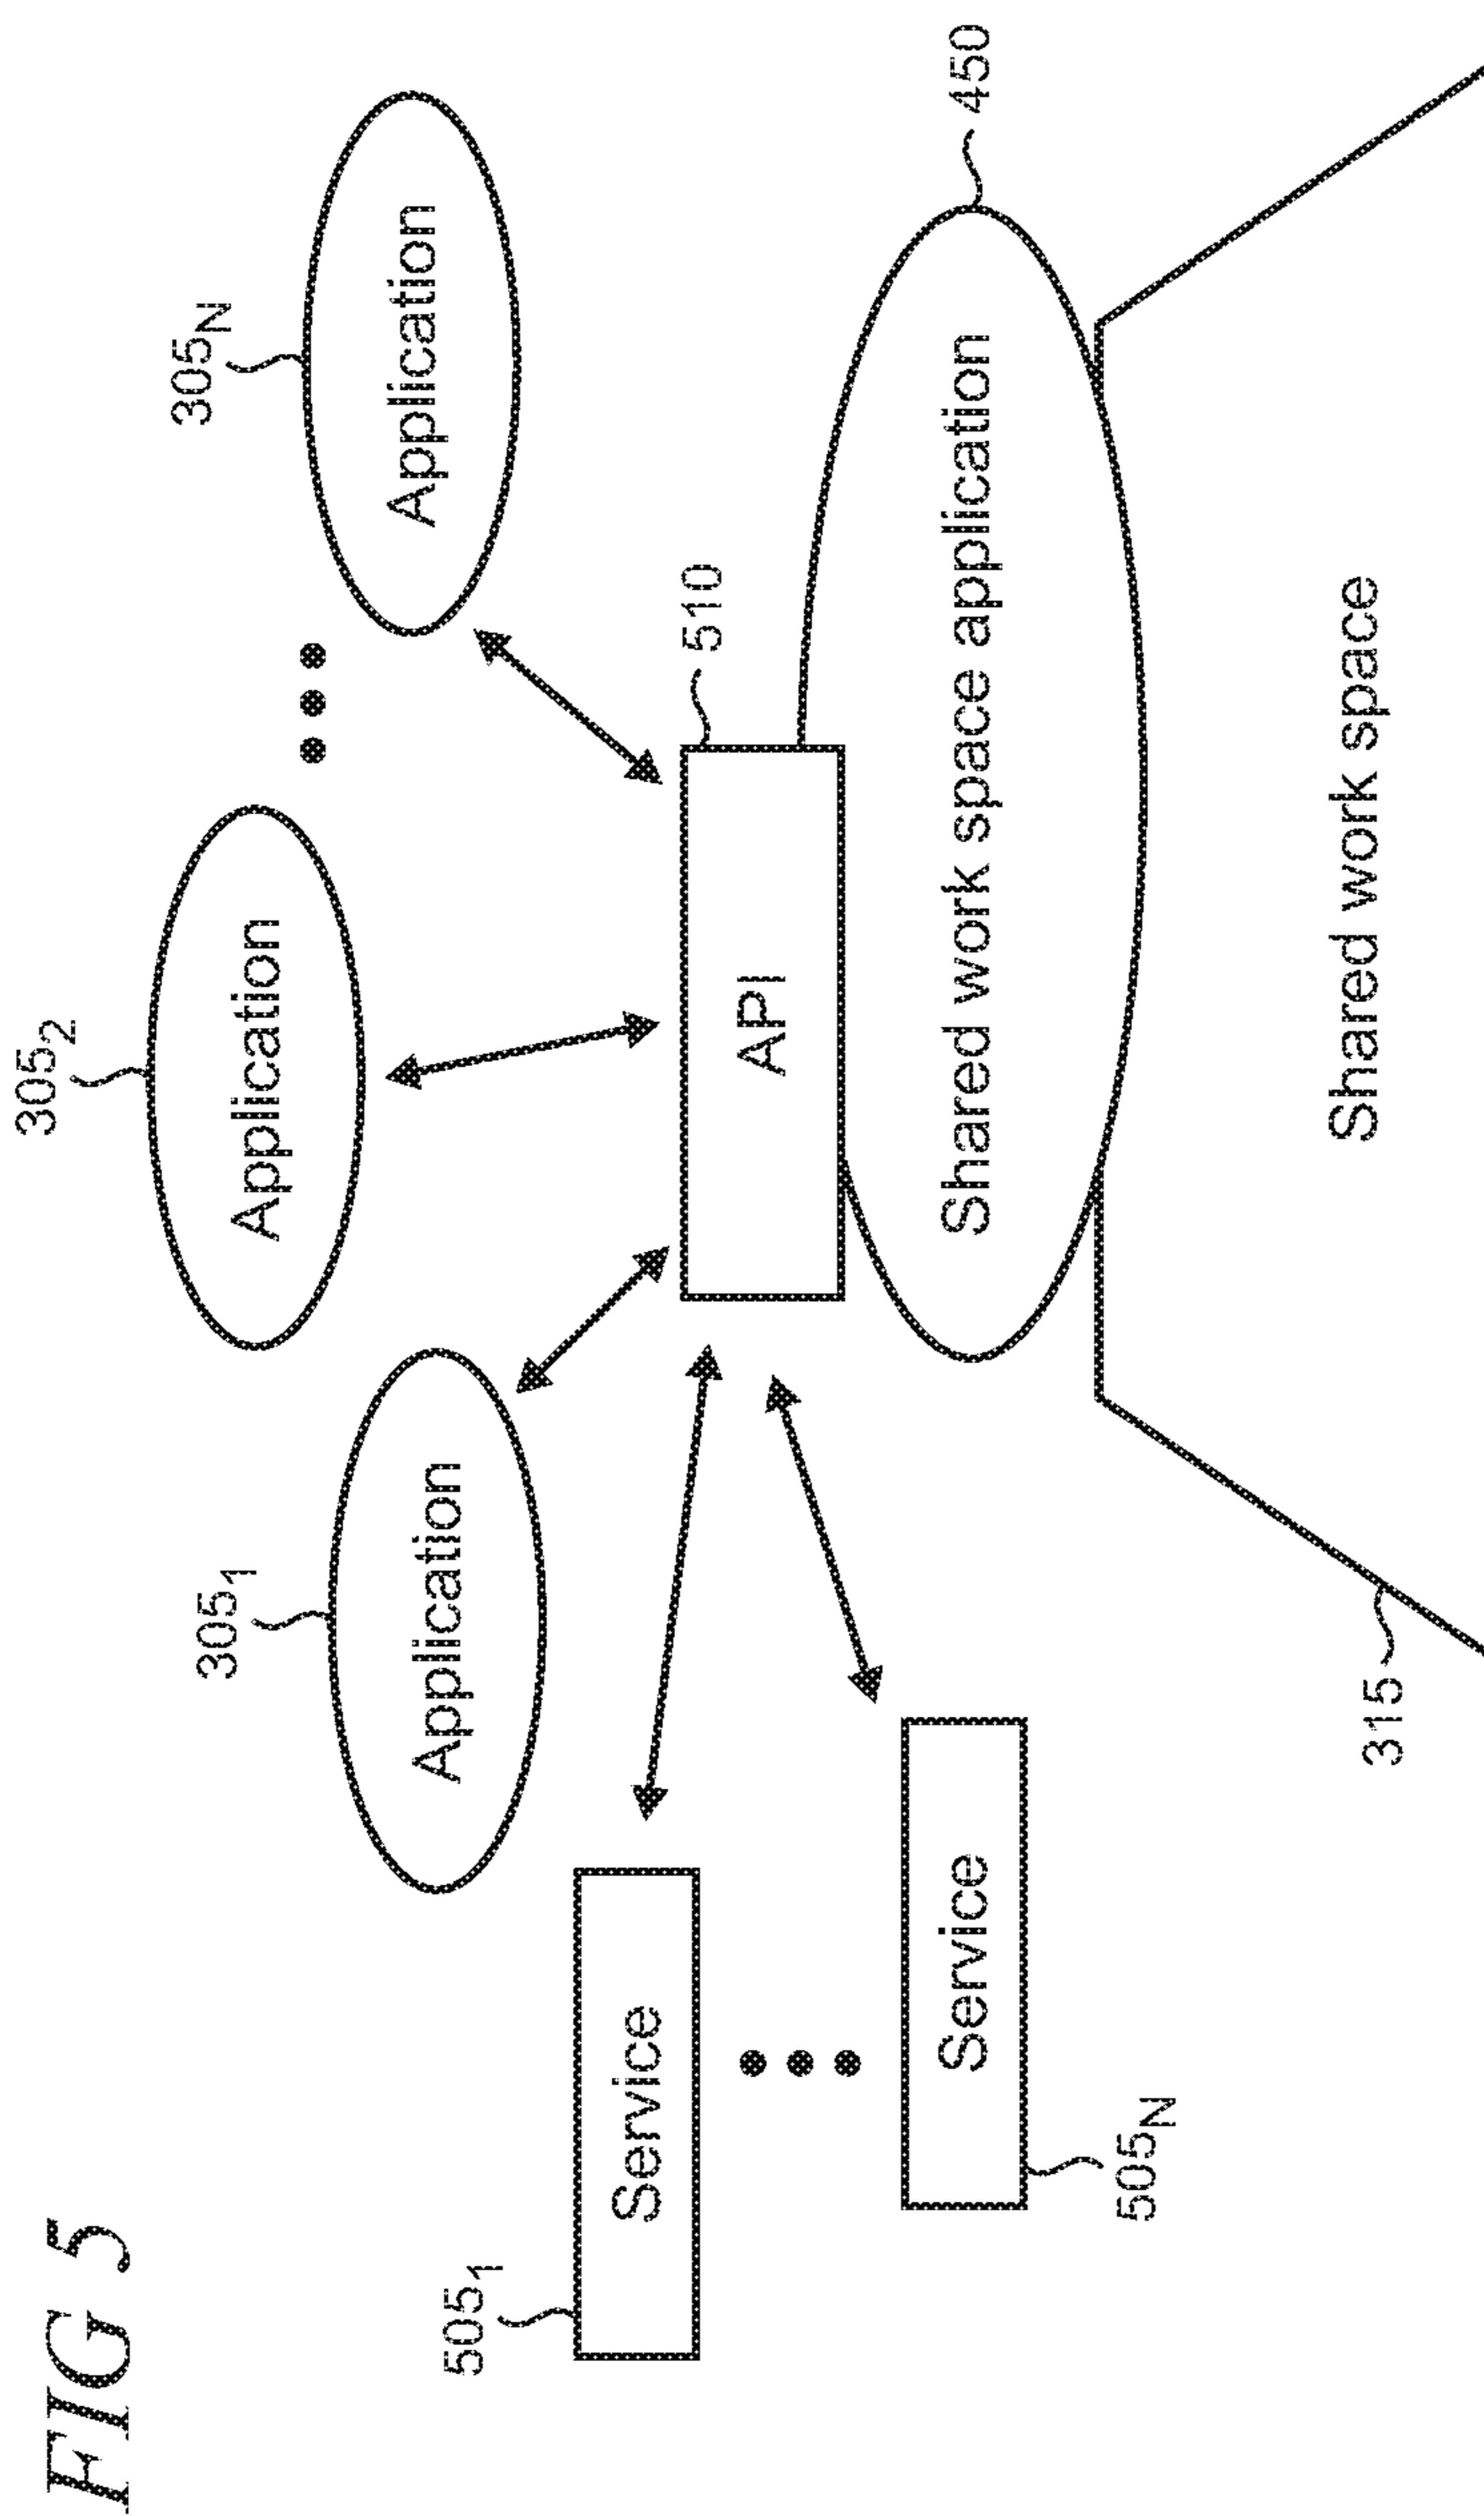 FIG 5
305₂
305₁
305N
Application
Application
Application
505₁
510
Service
API
450
Service
Shared work space application
505N
315
Shared work space